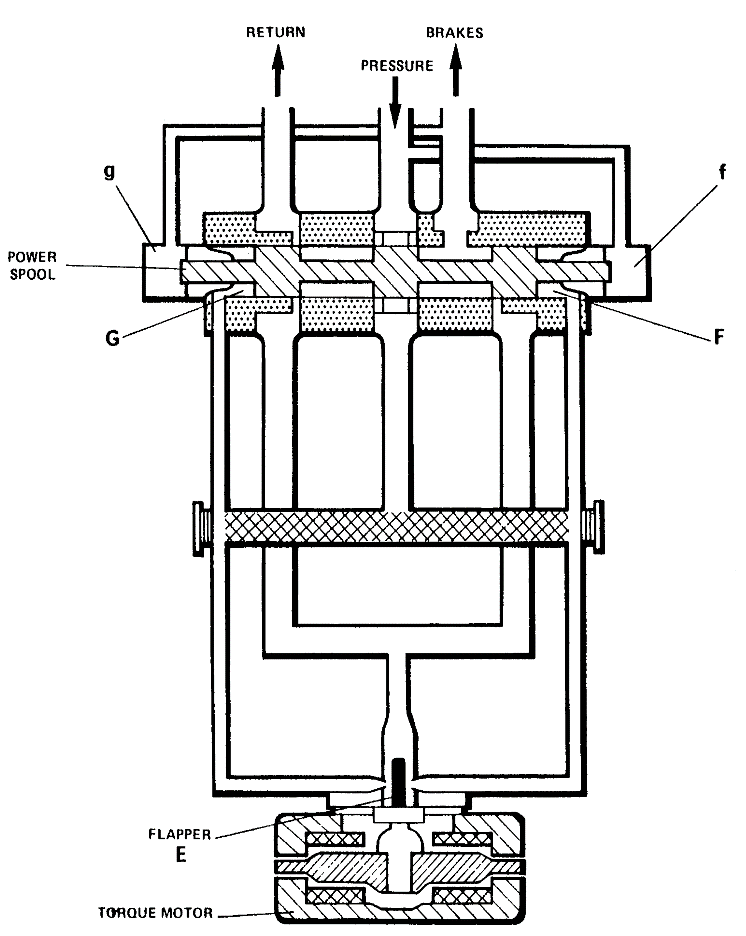 RETURN
BRAKES
PRESSURE
g
f
POWER
SPOOL
G
F
FLAPPER
E
TORQUE MOTOR